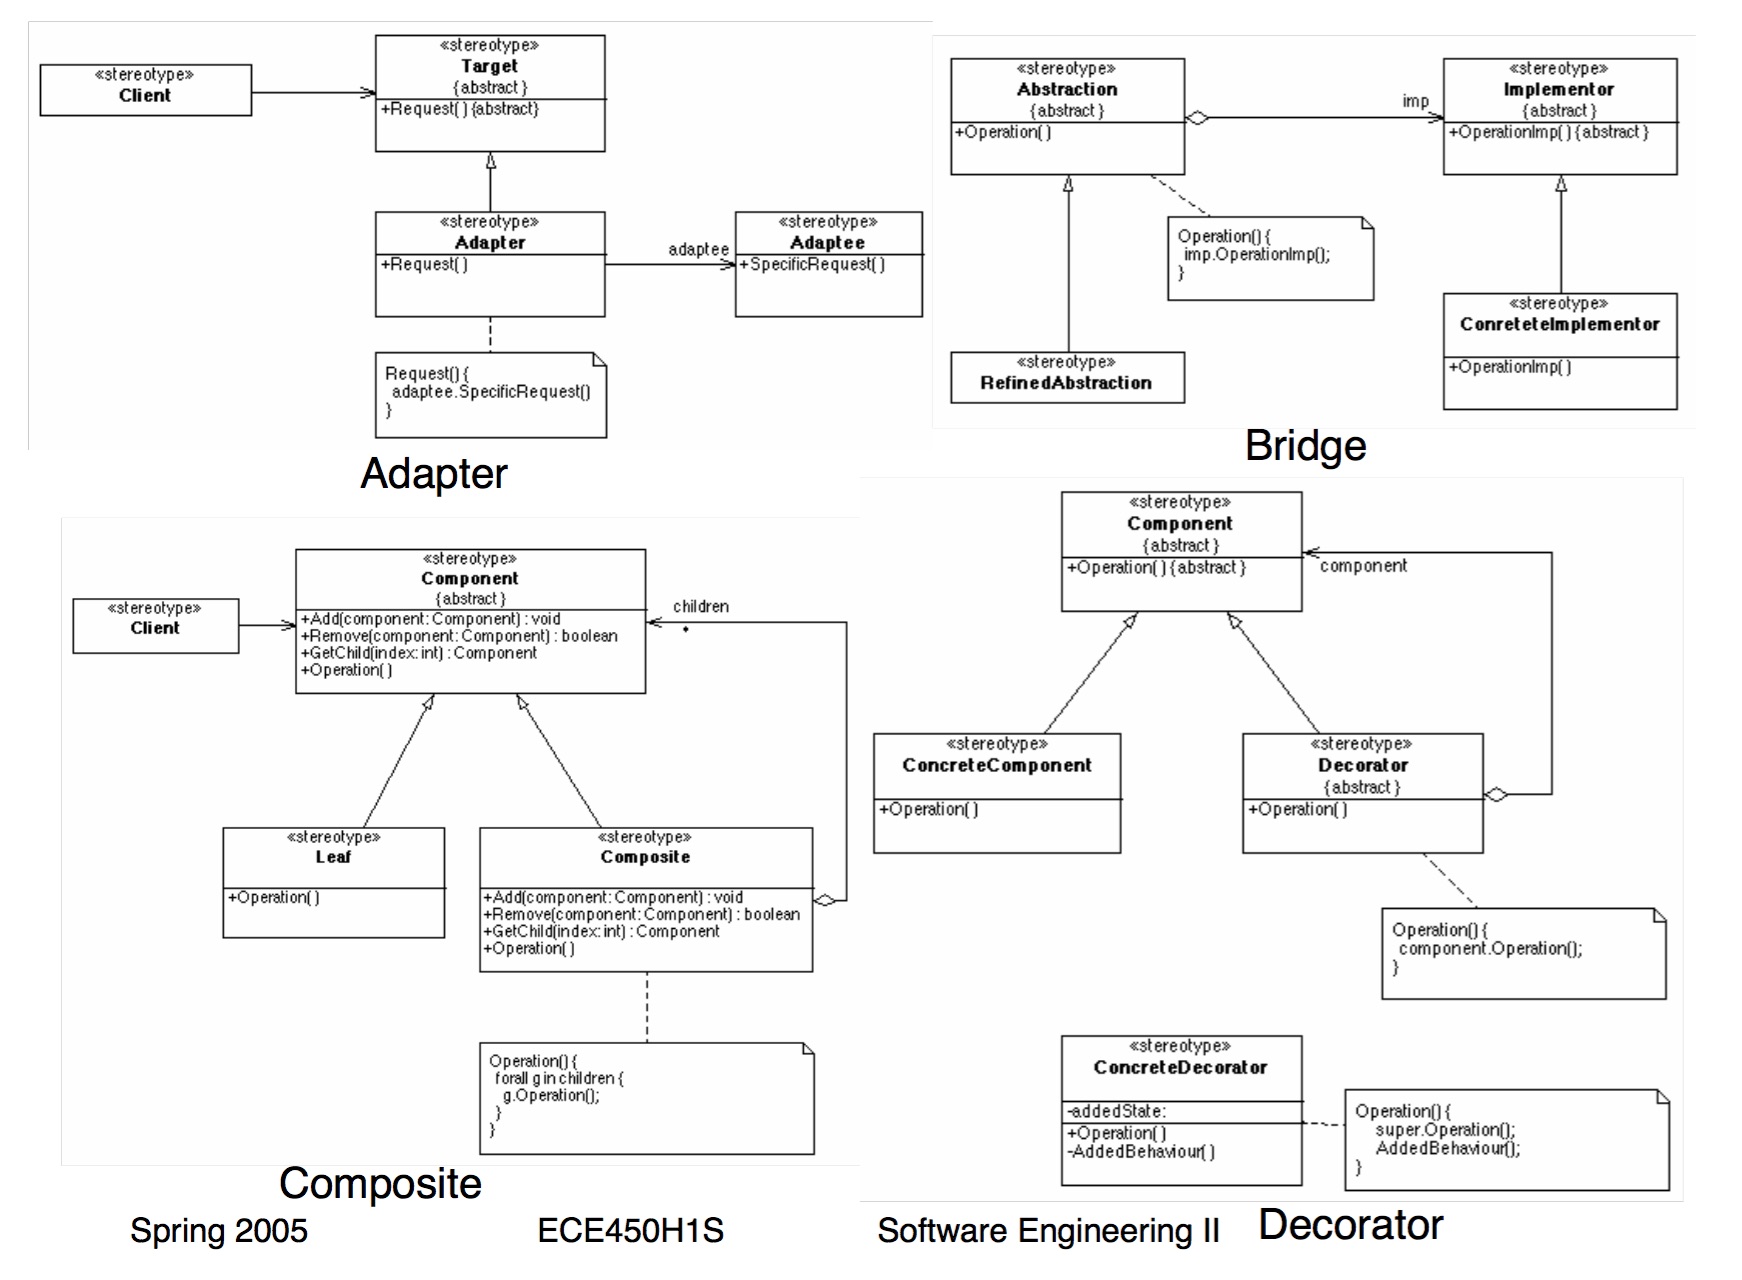 «stereotype»
Client
«stereotype»
Target
{abstract}
+Request() {abstract}
«stereotype»
Adapter
+Request()
adaptee
«stereotype»
Adaptee
+SpecificRequest()
Request() {
adaptee.SpecificRequest()
}
Adapter
«stereotype»
Abstraction
{abstract}
+Operation()
imp
«stereotype»
Implementor
{abstract}
+OperationImp() {abstract}
Operation() {
imp.OperationImp();
}
«stereotype»
RefinedAbstraction
«stereotype»
ConreteteImplementor
+OperationImp()
Bridge
«stereotype»
Client
«stereotype»
Component
{abstract}
+Add(component: Component) : void
+Remove(component: Component) : boolean
+GetChild(index: int) : Component
+Operation()
children
*
«stereotype»
Leaf
+Operation()
«stereotype»
Composite
+Add(component: Component) : void
+Remove(component: Component) : boolean
+GetChild(index: int) : Component
+Operation()
Operation() {
forall g in children {
g.Operation();
}
}
Composite
«stereotype»
Component
{abstract}
+Operation() {abstract}
component
«stereotype»
ConcreteComponent
+Operation()
«stereotype»
Decorator
{abstract}
+Operation()
Operation() {
component.Operation();
}
«stereotype»
ConcreteDecorator
-addedState:
+Operation()
-AddedBehaviour()
Operation() {
super.Operation();
AddedBehaviour();
}
Decorator
Spring 2005
ECE450H1S
Software Engineering II